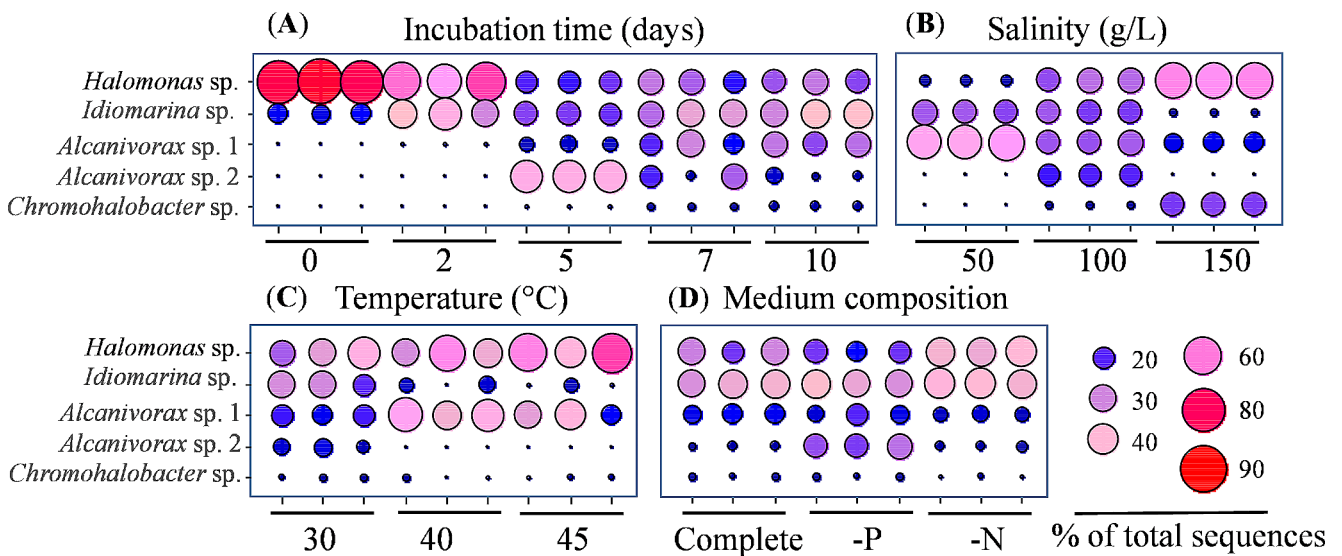 (A) Incubation time (days)
(B) Salinity (g/L)
Halomonas sp.
Idiomarina sp.
Alcanivorax sp. 1
Alcanivorax sp. 2
Chromohalobacter sp.
0 2 5 7 10
50 100 150
(C) Temperature (°C)
(D) Medium composition
Halomonas sp.
Idiomarina sp.
Alcanivorax sp. 1
Alcanivorax sp. 2
Chromohalobacter sp.
30 40 45
Complete -P -N
20 60
30 80
40 90
% of total sequences